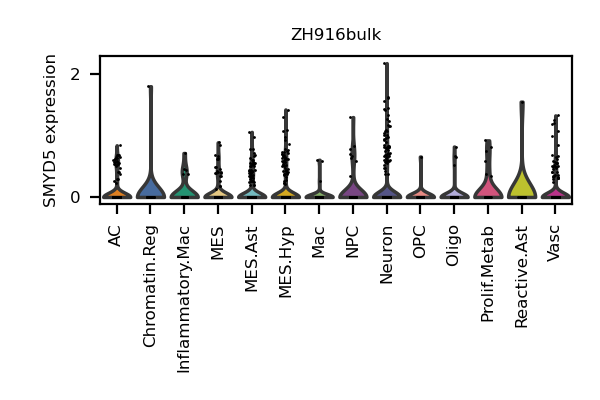 ZH916bulk
SMYD5 expression
2
0
AC
Chromatin.Reg
Inflammatory.Mac
MES
MES.Ast
MES.Hyp
Mac
NPC
Neuron
OPC
Oligo
Prolif.Metab
Reactive.Ast
Vasc